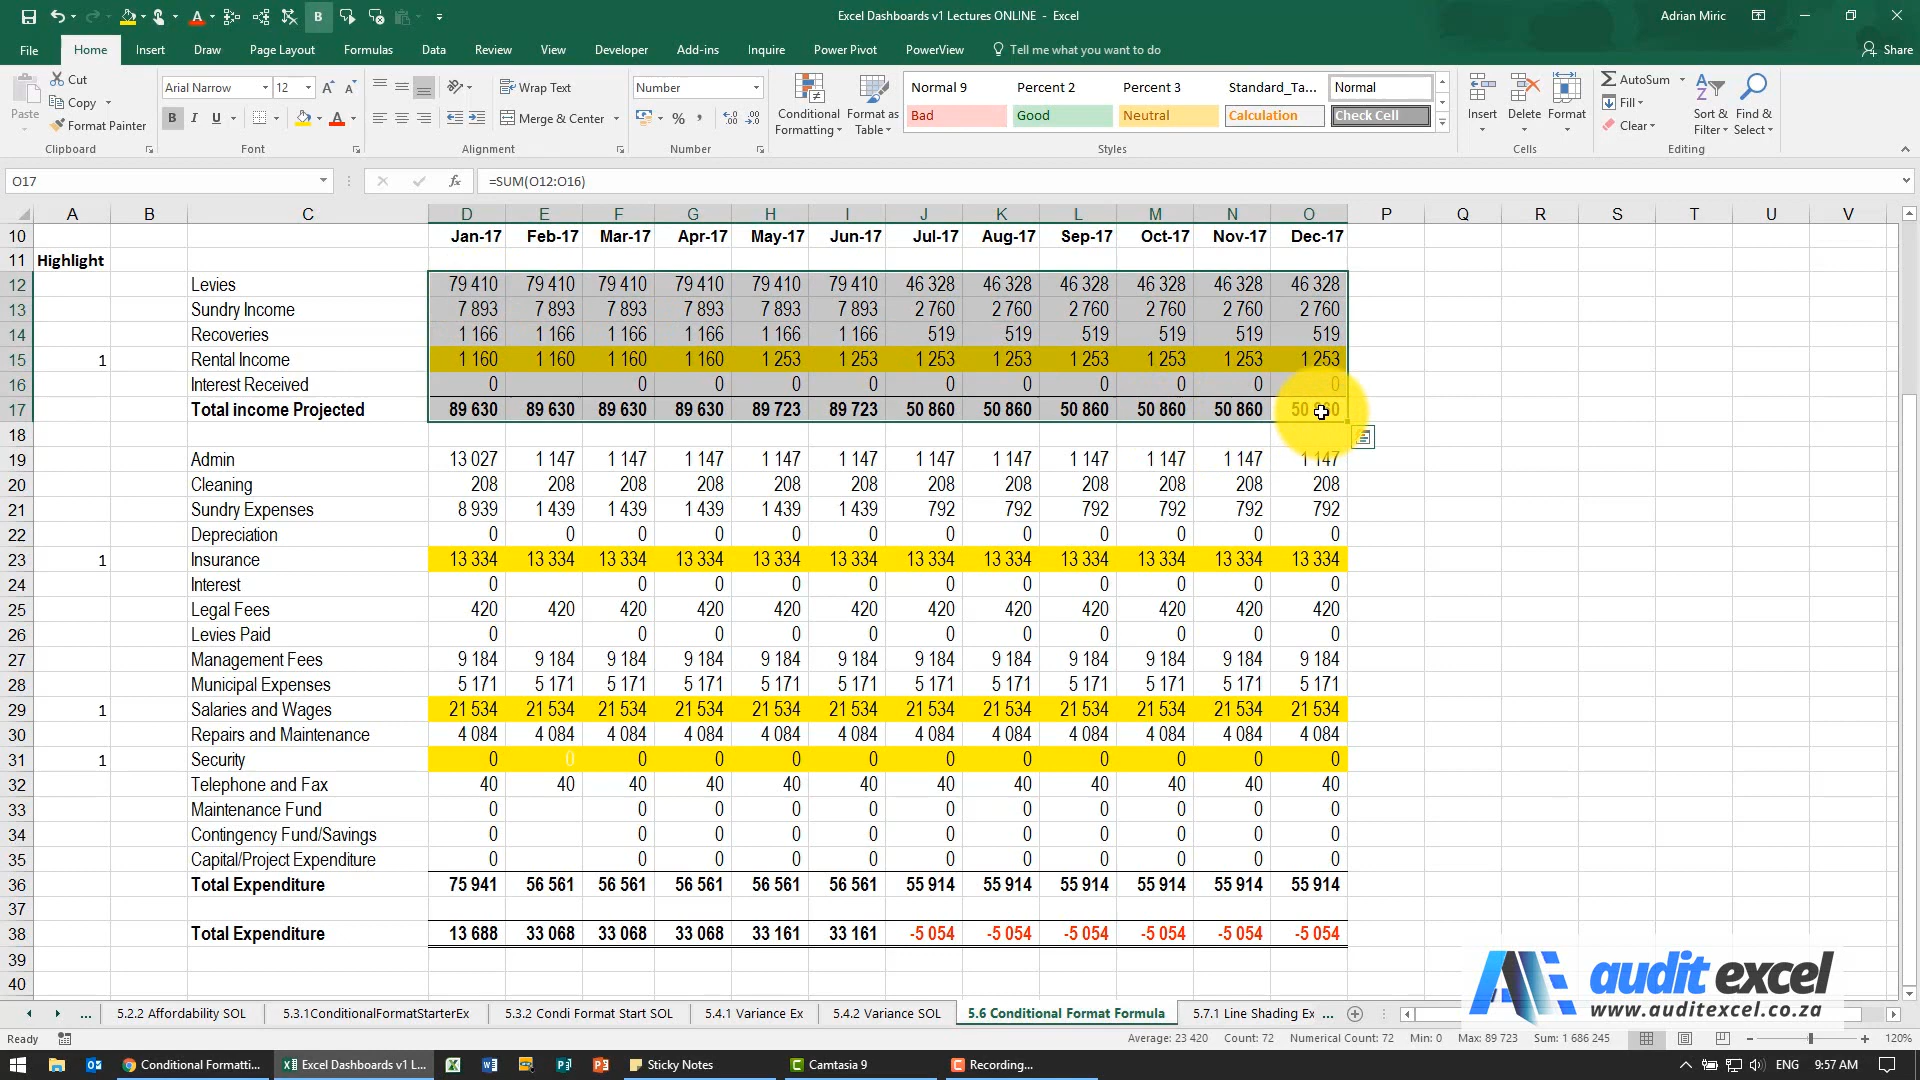 Excel Dashboards v1 Lectures ONLINE - Excel
Adrian Miric
File Home Insert Draw Page Layout Formulas Data Review View Developer Add-ins Inquire Power Pivot PowerView Tell me what you want to do Share
Paste
Cut
Copy
Format Painter
Clipboard
Arial Narrow 12
B I U
Font
Wrap Text
Merge & Center
Alignment
Number
Number
Conditional Formatting
Format as Table
Normal 9 Percent 2 Percent 3 Standard_Ta... Normal
Bad Good Neutral Calculation Check Cell
Styles
Insert Delete Format
Cells
AutoSum
Fill
Clear
Sort & Filter
Find & Select
Editing
O17 fx =SUM(O12:O16)
A B C D E F G H I J K L M N O P Q R S T U V
10 Jan-17 Feb-17 Mar-17 Apr-17 May-17 Jun-17 Jul-17 Aug-17 Sep-17 Oct-17 Nov-17 Dec-17
11 Highlight
12 Levies 79 410 79 410 79 410 79 410 79 410 79 410 46 328 46 328 46 328 46 328 46 328 46 328
13 Sundry Income 7 893 7 893 7 893 7 893 7 893 7 893 2 760 2 760 2 760 2 760 2 760 2 760
14 Recoveries 1 166 1 166 1 166 1 166 1 166 1 166 519 519 519 519 519 519
15 1 Rental Income 1 160 1 160 1 160 1 160 1 253 1 253 1 253 1 253 1 253 1 253 1 253 1 253
16 Interest Received 0 0 0 0 0 0 0 0 0 0 0
17 Total income Projected 89 630 89 630 89 630 89 630 89 723 89 723 50 860 50 860 50 860 50 860 50 860
18
19 Admin 13 027 1 147 1 147 1 147 1 147 1 147 1 147 1 147 1 147 1 147 1 147 1 147
20 Cleaning 208 208 208 208 208 208 208 208 208 208 208 208
21 Sundry Expenses 8 939 1 439 1 439 1 439 1 439 1 439 792 792 792 792 792 792
22 Depreciation 0 0 0 0 0 0 0 0 0 0 0 0
23 1 Insurance 13 334 13 334 13 334 13 334 13 334 13 334 13 334 13 334 13 334 13 334 13 334 13 334
24 Interest 0 0 0 0 0 0 0 0 0 0 0
25 Legal Fees 420 420 420 420 420 420 420 420 420 420 420 420
26 Levies Paid 0 0 0 0 0 0 0 0 0 0 0
27 Management Fees 9 184 9 184 9 184 9 184 9 184 9 184 9 184 9 184 9 184 9 184 9 184 9 184
28 Municipal Expenses 5 171 5 171 5 171 5 171 5 171 5 171 5 171 5 171 5 171 5 171 5 171 5 171
29 1 Salaries and Wages 21 534 21 534 21 534 21 534 21 534 21 534 21 534 21 534 21 534 21 534 21 534 21 534
30 Repairs and Maintenance 4 084 4 084 4 084 4 084 4 084 4 084 4 084 4 084 4 084 4 084 4 084 4 084
31 1 Security 0 0 0 0 0 0 0 0 0 0 0 0
32 Telephone and Fax 40 40 40 40 40 40 40 40 40 40 40 40
33 Maintenance Fund 0 0 0 0 0 0 0 0 0 0 0
34 Contingency Fund/Savings 0 0 0 0 0 0 0 0 0 0 0
35 Capital/Project Expenditure 0 0 0 0 0 0 0 0 0 0 0
36 Total Expenditure 75 941 56 561 56 561 56 561 56 561 56 561 55 914 55 914 55 914 55 914 55 914 55 914
37
38 Total Expenditure 13 688 33 068 33 068 33 068 33 161 33 161 -5 054 -5 054 -5 054 -5 054 -5 054 -5 054
39
40
audit excel
www.auditexcel.co.za
... 5.2.2 Affordability SOL 5.3.1ConditionalFormatStarterEx 5.3.2 Condi Format Start SOL 5.4.1 Variance Ex 5.4.2 Variance SOL 5.6 Conditional Format Formula 5.7.1 Line Shading Ex ...
Ready Average: 23 420 Count: 72 Numerical Count: 72 Min: 0 Max: 89 723 Sum: 1 686 245 120%
Conditional Formatti... Excel Dashboards v1 L... Sticky Notes Camtasia 9 Recording... ENG 9:57 AM